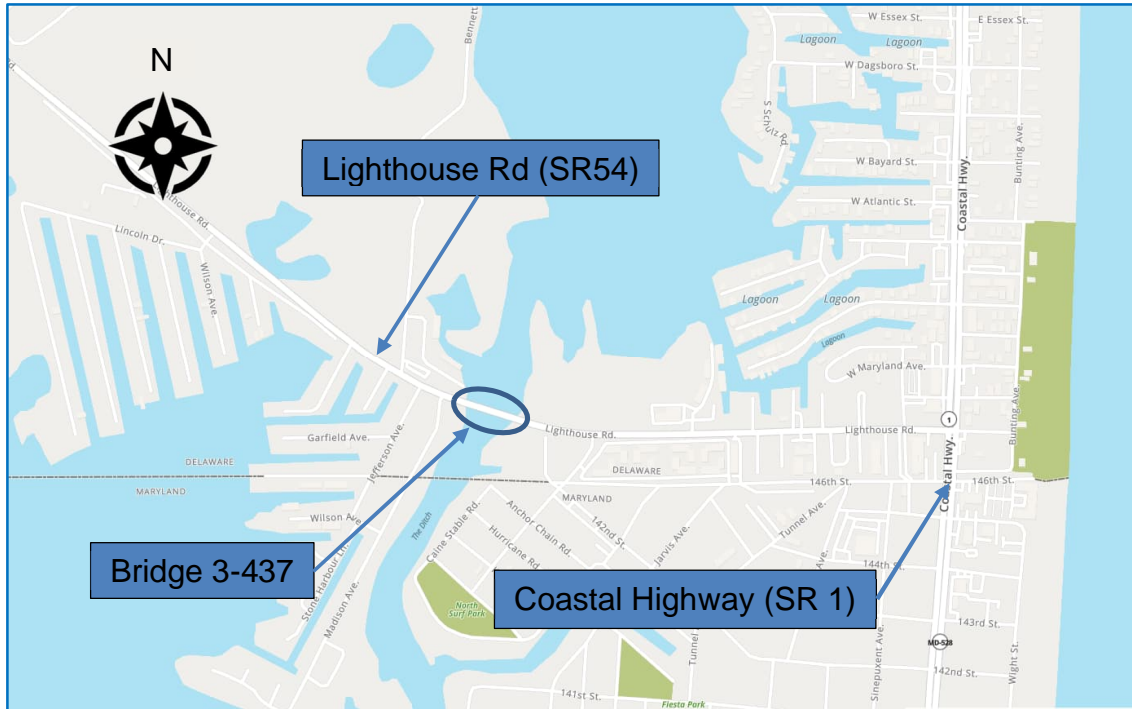 W Essex St.
E Essex St.
Lagoon
Lagoon
W Dagsboro St.
Bennett
Rd.
N
S Schulz Rd.
Lighthouse Rd (SR54)
W Bayard St.
Bunting Ave.
Coastal Hwy.
W Atlantic St.
Lighthouse Rd.
Lincoln Dr.
Wilson Ave.
Lagoon
Lagoon
Lagoon
W Maryland Ave.
Bunting Ave.
1
Lighthouse Rd.
Lighthouse Rd.
Garfield Ave.
Jefferson Ave.
DELAWARE
MARYLAND
DELAWARE
MARYLAND
146th St.
146th St.
Coastal Hwy.
Wilson Ave.
The Ditch
Caine Stable Rd.
Anchor Chain Rd.
Hurricane Rd.
142nd St.
Jarvis Ave.
Tunnel Ave.
144th St.
Bridge 3-437
Stone Harbour Ln.
Madison Ave.
North
Surf Park
Coastal Highway (SR 1)
143rd St.
MD-528
Tunnel
Sinepuxent Ave.
Wight St.
142nd St.
141st St.
Fiesta Park